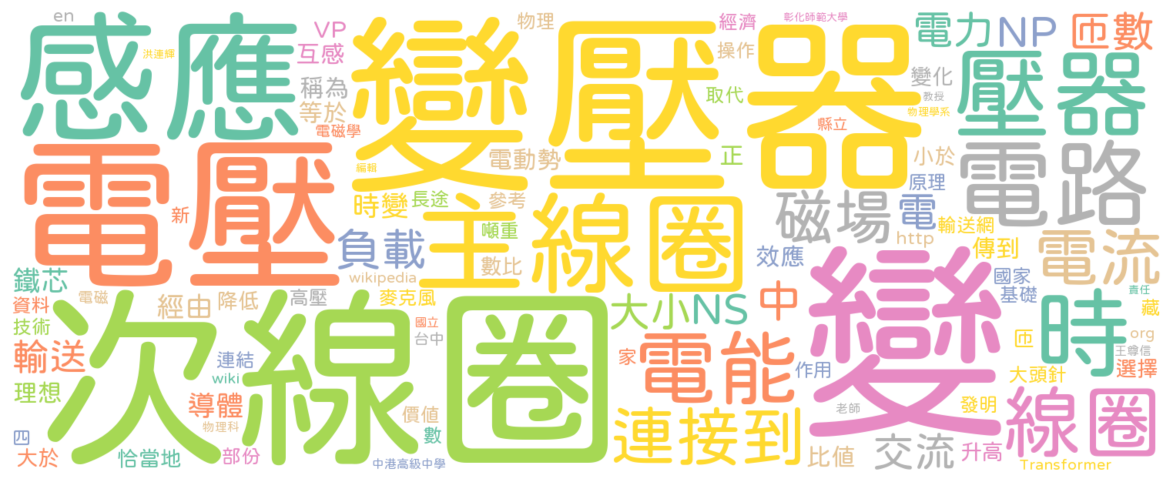 en
洪連輝
感應
VP
互感
稱為
等於
電磁學
變壓器
物理
經濟
操作
彰化師範大學
取代
縣立
電力
NP
匝數
變化
教授
物理學系
壓器
電壓
新
編輯
時變
長途
電動勢
參考
噸重
數比
主線圈
正
小於
原理
電
磁場
電路
輸送網
http
傳到
電流
負載
wikipedia
麥克風
效應
國家
基礎
責任
藏
鐵芯
資料
技術
電磁
經由
降低
高壓
國立
台中
大小
NS
中
變
時
匝
org
王尊信
選擇
輸送
理想
次線圈
連結
wiki
導體
物理科
價值
數
家
電能
作用
大頭針
老師
發明
線圈
四
大於
恰當地
部份
中港高級中學
連接到
比值
交流
升高
Transformer